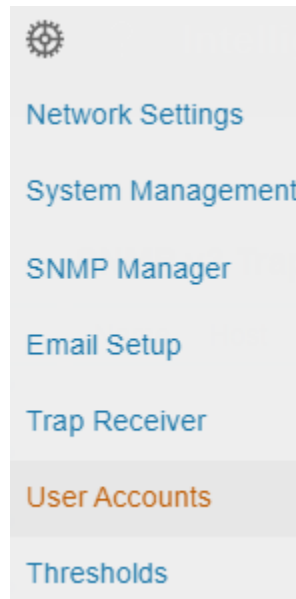 Network Settings
System Management
SNMP Manager
Email Setup
Trap Receiver
User Accounts
Thresholds